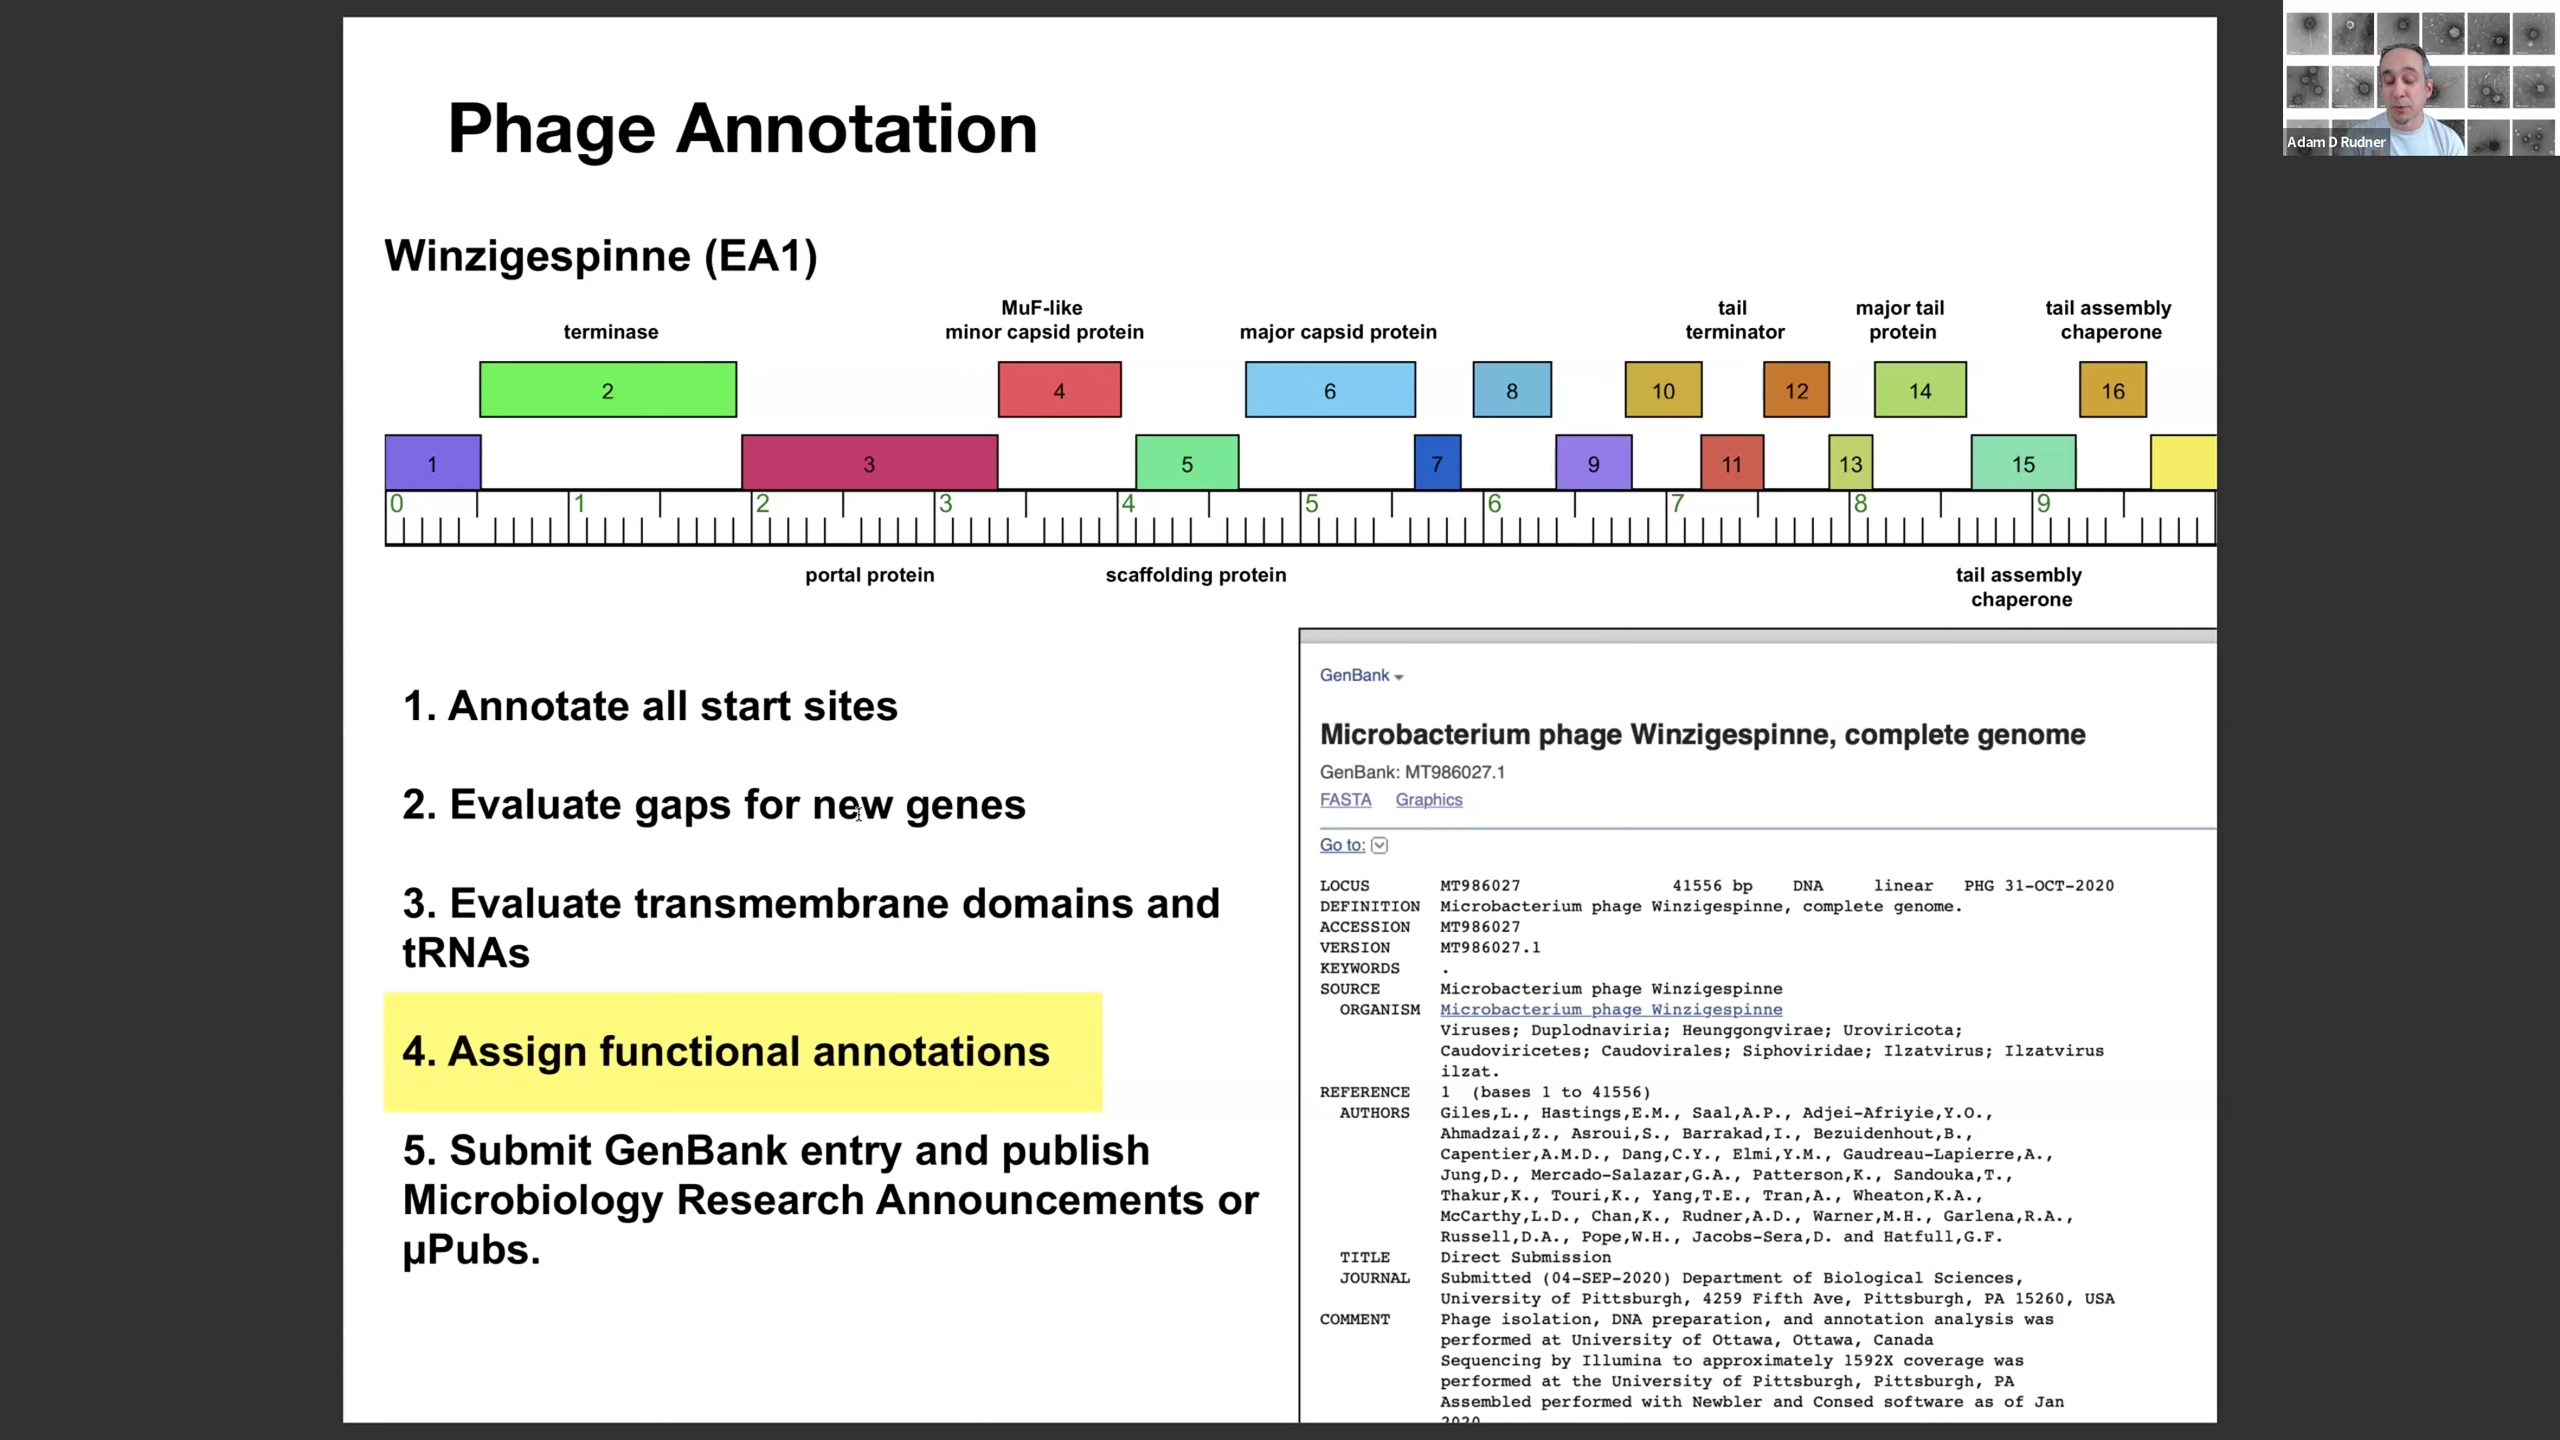 Phage Annotation
Adam D Rudner
Winzigespinne (EA1)
terminase
MuF-like
minor capsid protein
major capsid protein
tail
terminator
major tail
protein
tail assembly
chaperone
2
4
6
8
10
12
14
16
1
3
5
7
9
11
13
15
0 1 2 3 4 5 6 7 8 9
portal protein
scaffolding protein
tail assembly
chaperone
1. Annotate all start sites
2. Evaluate gaps for new genes
3. Evaluate transmembrane domains and
tRNAs
4. Assign functional annotations
5. Submit GenBank entry and publish
Microbiology Research Announcements or
µPubs.
GenBank
Microbacterium phage Winzigespinne, complete genome
GenBank: MT986027.1
FASTA Graphics
Go to:
LOCUS MT986027 41556 bp DNA linear PHG 31-OCT-2020
DEFINITION Microbacterium phage Winzigespinne, complete genome.
ACCESSION MT986027
VERSION MT986027.1
KEYWORDS .
SOURCE Microbacterium phage Winzigespinne
ORGANISM Microbacterium phage Winzigespinne
Viruses; Duplodnaviria; Heunggongvirae; Uroviricota;
Caudoviricetes; Caudovirales; Siphoviridae; Ilzatvirus; Ilzatvirus
ilzat.
REFERENCE 1 (bases 1 to 41556)
AUTHORS Giles,L., Hastings,E.M., Saal,A.P., Adjei-Afriyie,Y.O.,
Ahmadzai,Z., Asroui,S., Barrakad,I., Bezuidenhout,B.,
Capentier,A.M.D., Dang,C.Y., Elmi,Y.M., Gaudreau-Lapierre,A.,
Jung,D., Mercado-Salazar,G.A., Patterson,K., Sandouka,T.,
Thakur,K., Touri,K., Yang,T.E., Tran,A., Wheaton,K.A.,
McCarthy,L.D., Chan,K., Rudner,A.D., Warner,M.H., Garlena,R.A.,
Russell,D.A., Pope,W.H., Jacobs-Sera,D. and Hatfull,G.F.
TITLE Direct Submission
JOURNAL Submitted (04-SEP-2020) Department of Biological Sciences,
University of Pittsburgh, 4259 Fifth Ave, Pittsburgh, PA 15260, USA
COMMENT Phage isolation, DNA preparation, and annotation analysis was
performed at University of Ottawa, Ottawa, Canada
Sequencing by Illumina to approximately 1592X coverage was
performed at the University of Pittsburgh, Pittsburgh, PA
Assembled performed with Newbler and Consed software as of Jan
2020